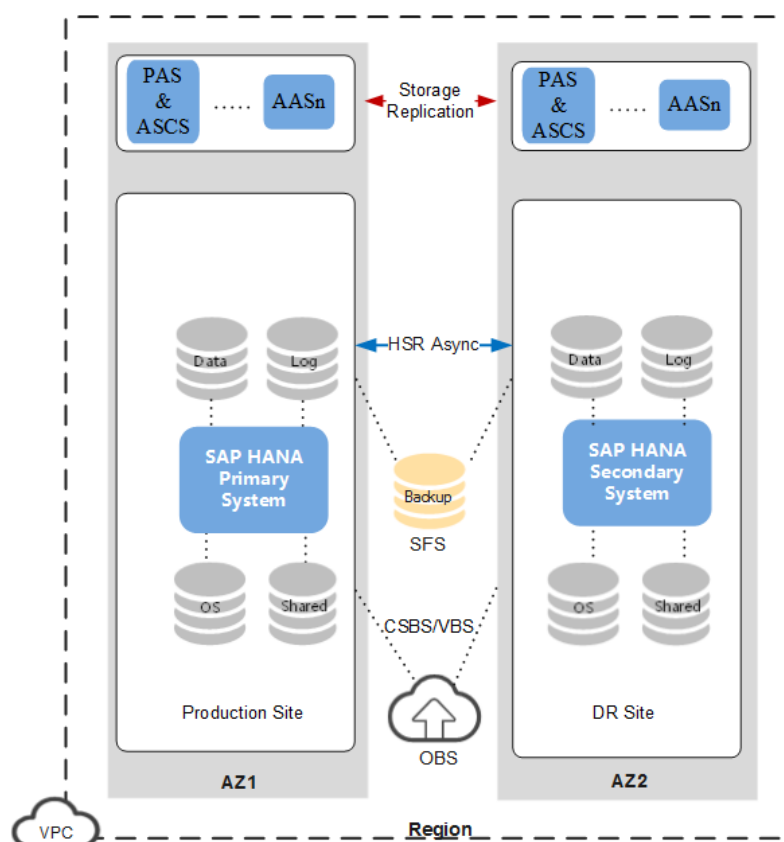 PAS
&
ASCS
.....
AASn
Storage
Replication
PAS
&
ASCS
.....
AASn
Data
Log
HSR Async
Data
Log
SAP HANA
Primary
System
Backup
SFS
SAP HANA
Secondary
System
OS
Shared
CSBS/VBS
OS
Shared
Production Site
OBS
DR Site
AZ1
AZ2
VPC
Region